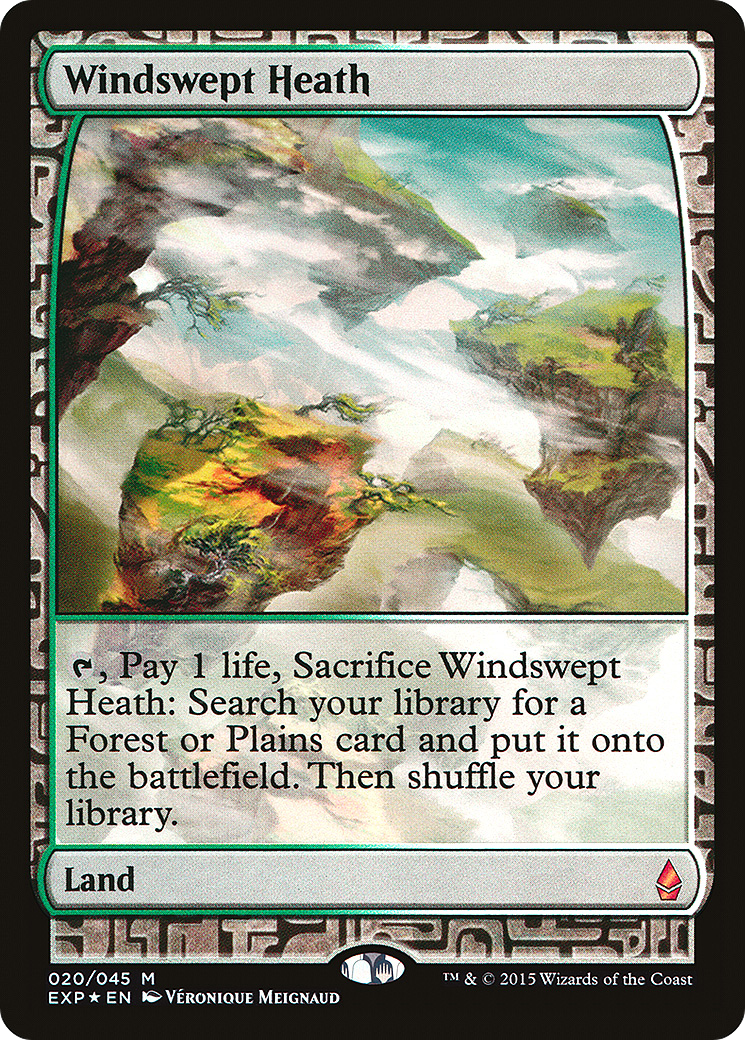 Windswept Heath
, Pay 1 life, Sacrifice Windswept
Heath: Search your library for a
Forest or Plains card and put it onto
the battlefield. Then shuffle your
library.
Land
020/045 M
EXP★EN Véronique Meignaud
™ & © 2015 Wizards of the Coast